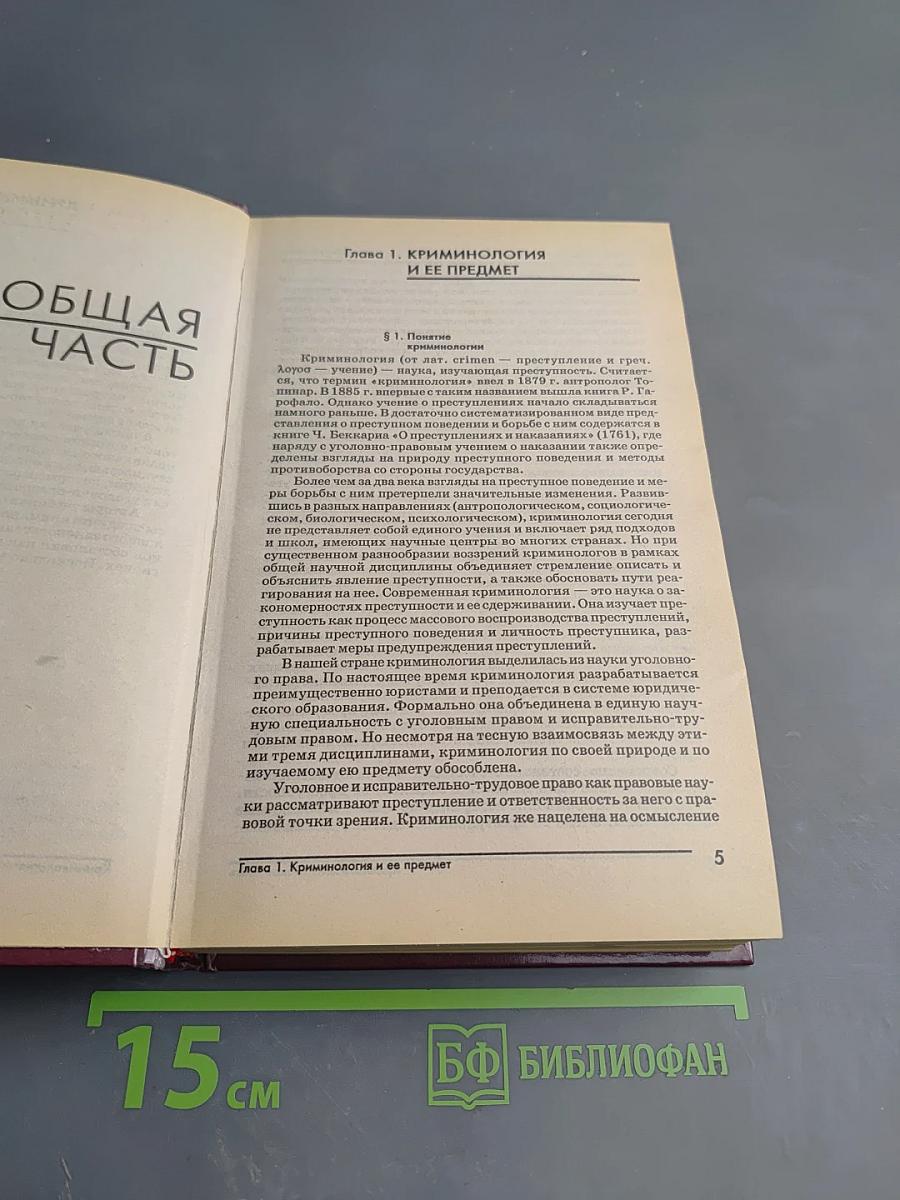 ОБЩАЯ
ЧАСТЬ
Глава 1. КРИМИНОЛОГИЯ
И ЕЕ ПРЕДМЕТ
§ 1. Понятие
криминологии
Криминология (от лат. crimen — преступление и греч.
λογοσ — учение) — наука, изучающая преступность. Считает-
ся, что термин «криминология» ввел в 1879 г. антрополог То-
пинар. В 1885 г. впервые с таким названием вышла книга Р. Га-
рофало. Однако учение о преступлениях начало складываться
намного раньше. В достаточно систематизированном виде пред-
ставления о преступном поведении и борьбе с ним содержатся в
книге Ч. Беккариа «О преступлениях и наказаниях» (1761), где
наряду с уголовно-правовым учением о наказании также опре-
делены взгляды на природу преступного поведения и методы
противоборства со стороны государства.
Более чем за два века взгляды на преступное поведение и ме-
ры борьбы с ним претерпели значительные изменения. Развив-
шись в разных направлениях (антропологическом, социологиче-
ском, биологическом, психологическом), криминология сегодня
не представляет собой единого учения и включает ряд подходов
и школ, имеющих научные центры во многих странах. Но при
существенном разнообразии воззрений криминологов в рамках
общей научной дисциплины объединяет стремление описать и
объяснить явление преступности, а также обосновать пути реа-
гирования на нее. Современная криминология — это наука о за-
кономерностях преступности и ее сдерживании. Она изучает пре-
ступность как процесс массового воспроизводства преступлений,
причины преступного поведения и личность преступника, раз-
рабатывает меры предупреждения преступлений.
В нашей стране криминология выделилась из науки уголовно-
го права. По настоящее время криминология разрабатывается
преимущественно юристами и преподается в системе юридиче-
ского образования. Формально она объединена в единую науч-
ную специальность с уголовным правом и исправительно-тру-
довым правом. Но несмотря на тесную взаимосвязь между эти-
ми тремя дисциплинами, криминология по своей природе и по
изучаемому ею предмету обособлена.
Уголовное и исправительно-трудовое право как правовые нау-
ки рассматривают преступление и ответственность за него с пра-
вовой точки зрения. Криминология же нацелена на осмысление
Глава 1. Криминология и ее предмет
5
15 см
БФ БИБЛИОФАН